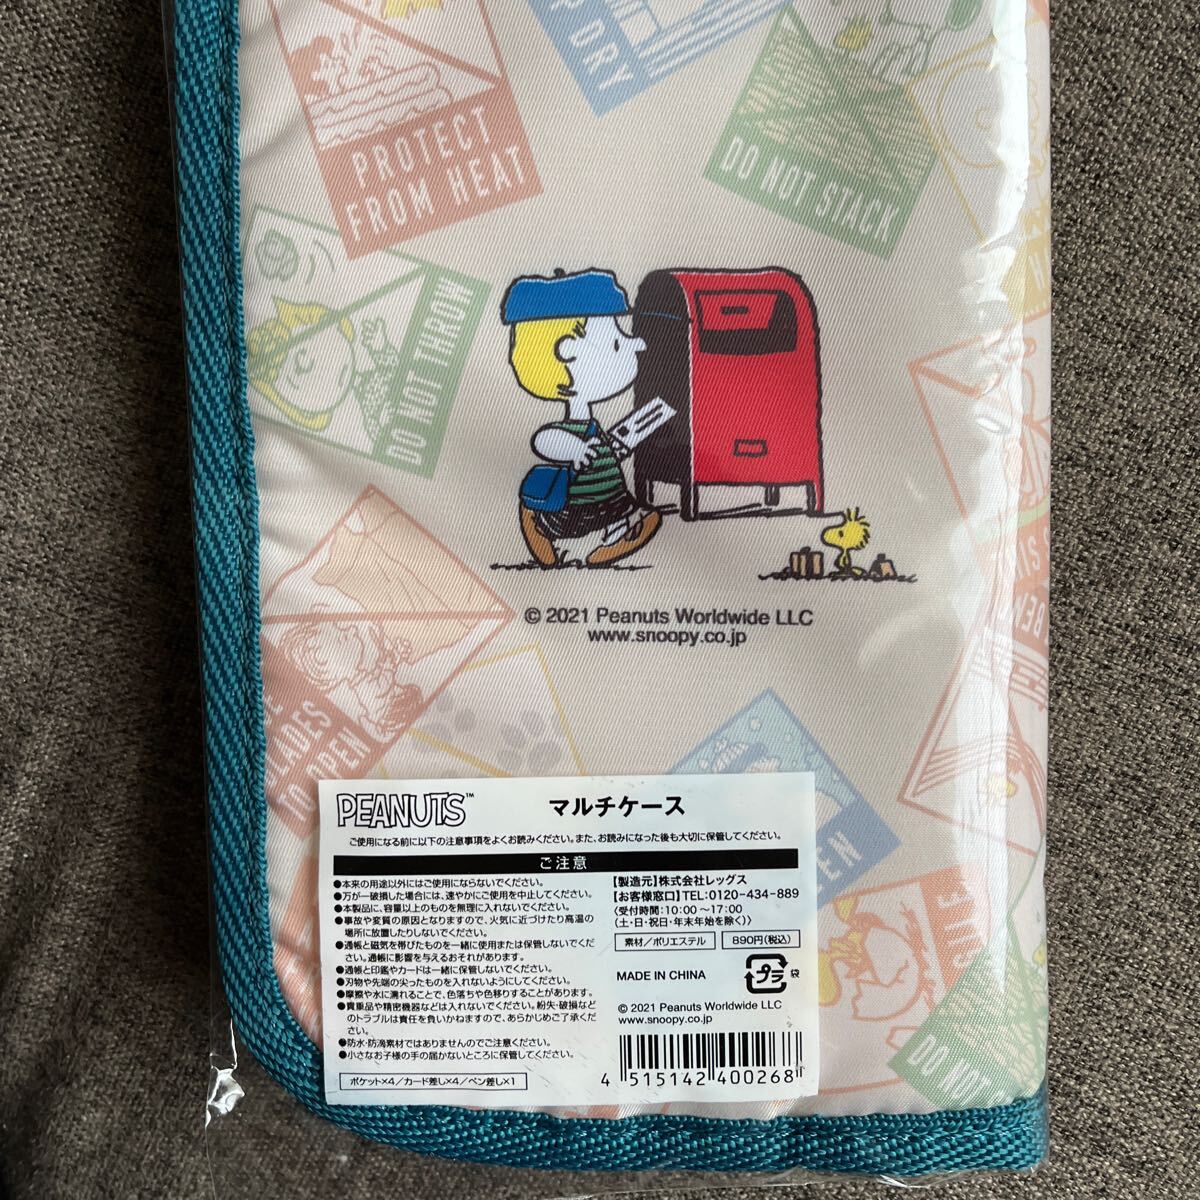 DRY
PROTECT
FROM HEAT
DO NOT STACK
DO NOT THROW
© 2021 Peanuts Worldwide LLC
www.snoopy.co.jp
TO OPEN
DO NOT
PEANUTS™
マルチケース
ご使用になる前に以下の注意事項をよくお読みください。また、お読みになった後も大切に保管してください。
ご注意
●本来の用途以外にはご使用にならないでください。
●万が一破損した場合には、速やかにご使用を中止してください。
●本製品に、容量以上のものを無理に入れないでください。
●事故や変質の原因となりますので、火気に近づけたり高温の
場所に放置したりしないでください。
●通帳と磁気を帯びたものを一緒に使用または保管しないでくだ
さい。通帳に影響を与えるおそれがあります。
●通帳と印鑑やカードは一緒に保管しないでください。
●刃物や先端の尖ったものを入れないようにしてください。
●摩擦や水に濡れることで、色落ちや色移りすることがあります。
●貴重品や精密機器などは入れないでください。紛失・破損など
のトラブルは責任を負いかねますので、あらかじめご了承くだ
さい。
●防水・防滴素材ではありませんのでご注意ください。
●小さなお子様の手の届かないところに保管してください。
ポケット×4/カード差し×4/ペン差し×1
【製造元】株式会社レッグス
【お客様窓口】TEL:0120-434-889
〈受付時間:10:00～17:00
(土・日・祝日・年末年始を除く)〉
素材/ポリエステル
890円(税込)
MADE IN CHINA
プラ
袋
© 2021 Peanuts Worldwide LLC
www.snoopy.co.jp
4 515142 400268